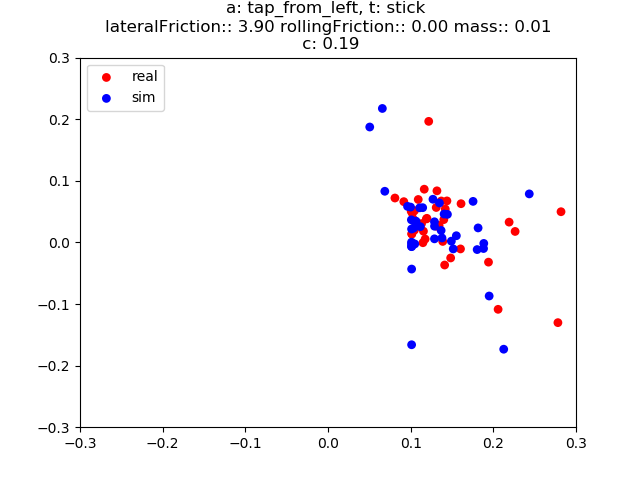 a: tap_from_left, t: stick
lateralFriction:: 3.90 rollingFriction:: 0.00 mass:: 0.01
c: 0.19
real
sim
0.3
0.2
0.1
0.0
−0.1
−0.2
−0.3
−0.3 −0.2 −0.1 0.0 0.1 0.2 0.3